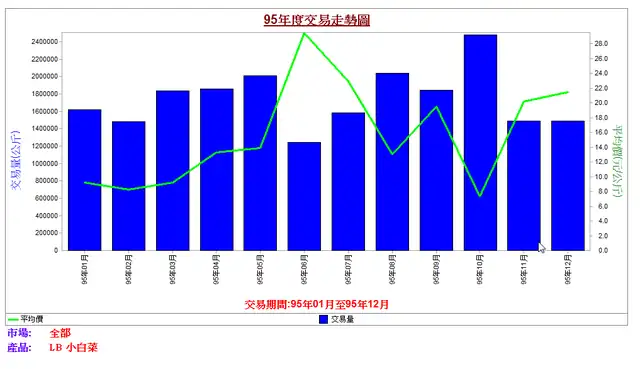 95年度交易走勢圖
2400000
2200000
2000000
1800000
1600000
1400000
1200000
1000000
800000
600000
400000
200000
0
交易量(公斤)
28.0
26.0
24.0
22.0
20.0
18.0
16.0
14.0
12.0
10.0
8.0
6.0
4.0
2.0
0.0
平均價(元/公斤)
95年01月
95年02月
95年03月
95年04月
95年05月
95年06月
95年07月
95年08月
95年09月
95年10月
95年11月
95年12月
交易期間:95年01月至95年12月
平均價 交易量
市場: 全部
產品: LB 小白菜